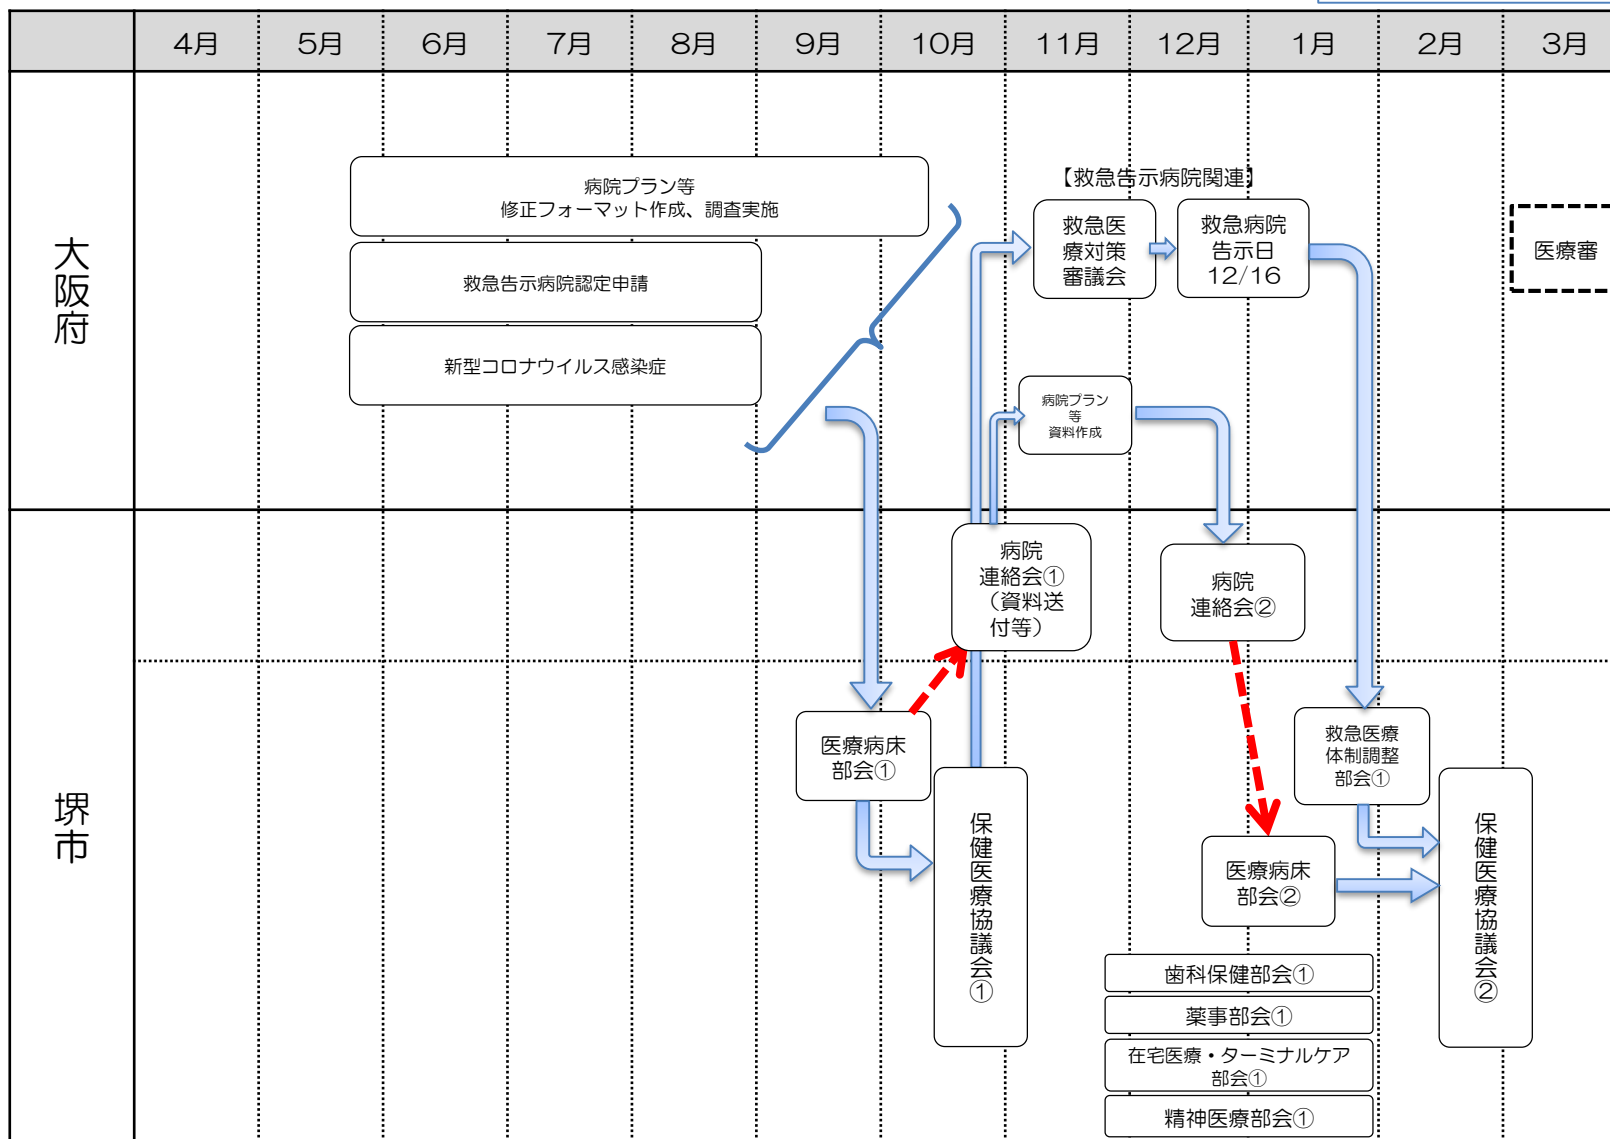 4月
5月
6月
7月
8月
9月
10月
11月
12月
1月
2月
3月
大阪府
病院プラン等
修正フォーマット作成、調査実施
救急告示病院認定申請
新型コロナウイルス感染症
【救急告示病院関連】
救急医
療対策
審議会
救急病院
告示日
12/16
医療審
病院プラン
等
資料作成
堺市
病院
連絡会①
（資料送
付等）
病院
連絡会②
医療病床
部会①
保健医療協議会①
救急医療
体制調整
部会①
医療病床
部会②
保健医療協議会②
歯科保健部会①
薬事部会①
在宅医療・ターミナルケア
部会①
精神医療部会①